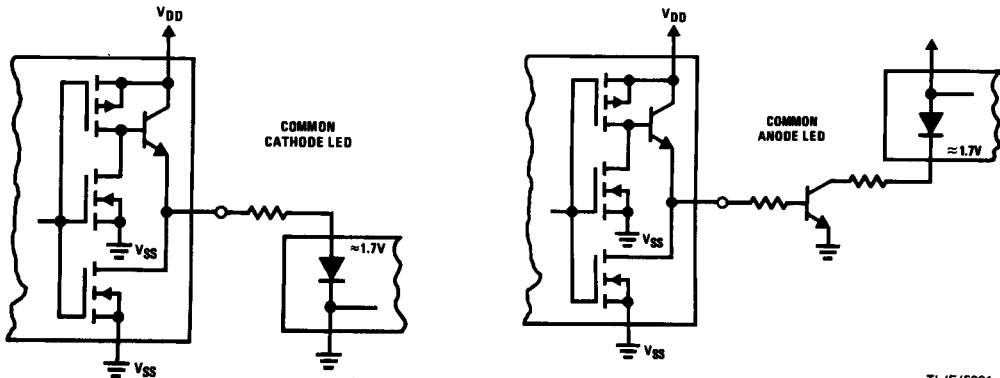 VDD
COMMON
CATHODE LED
VSS
≈1.7V
VSS
VDD
COMMON
ANODE LED
≈1.7V
VSS
VSS